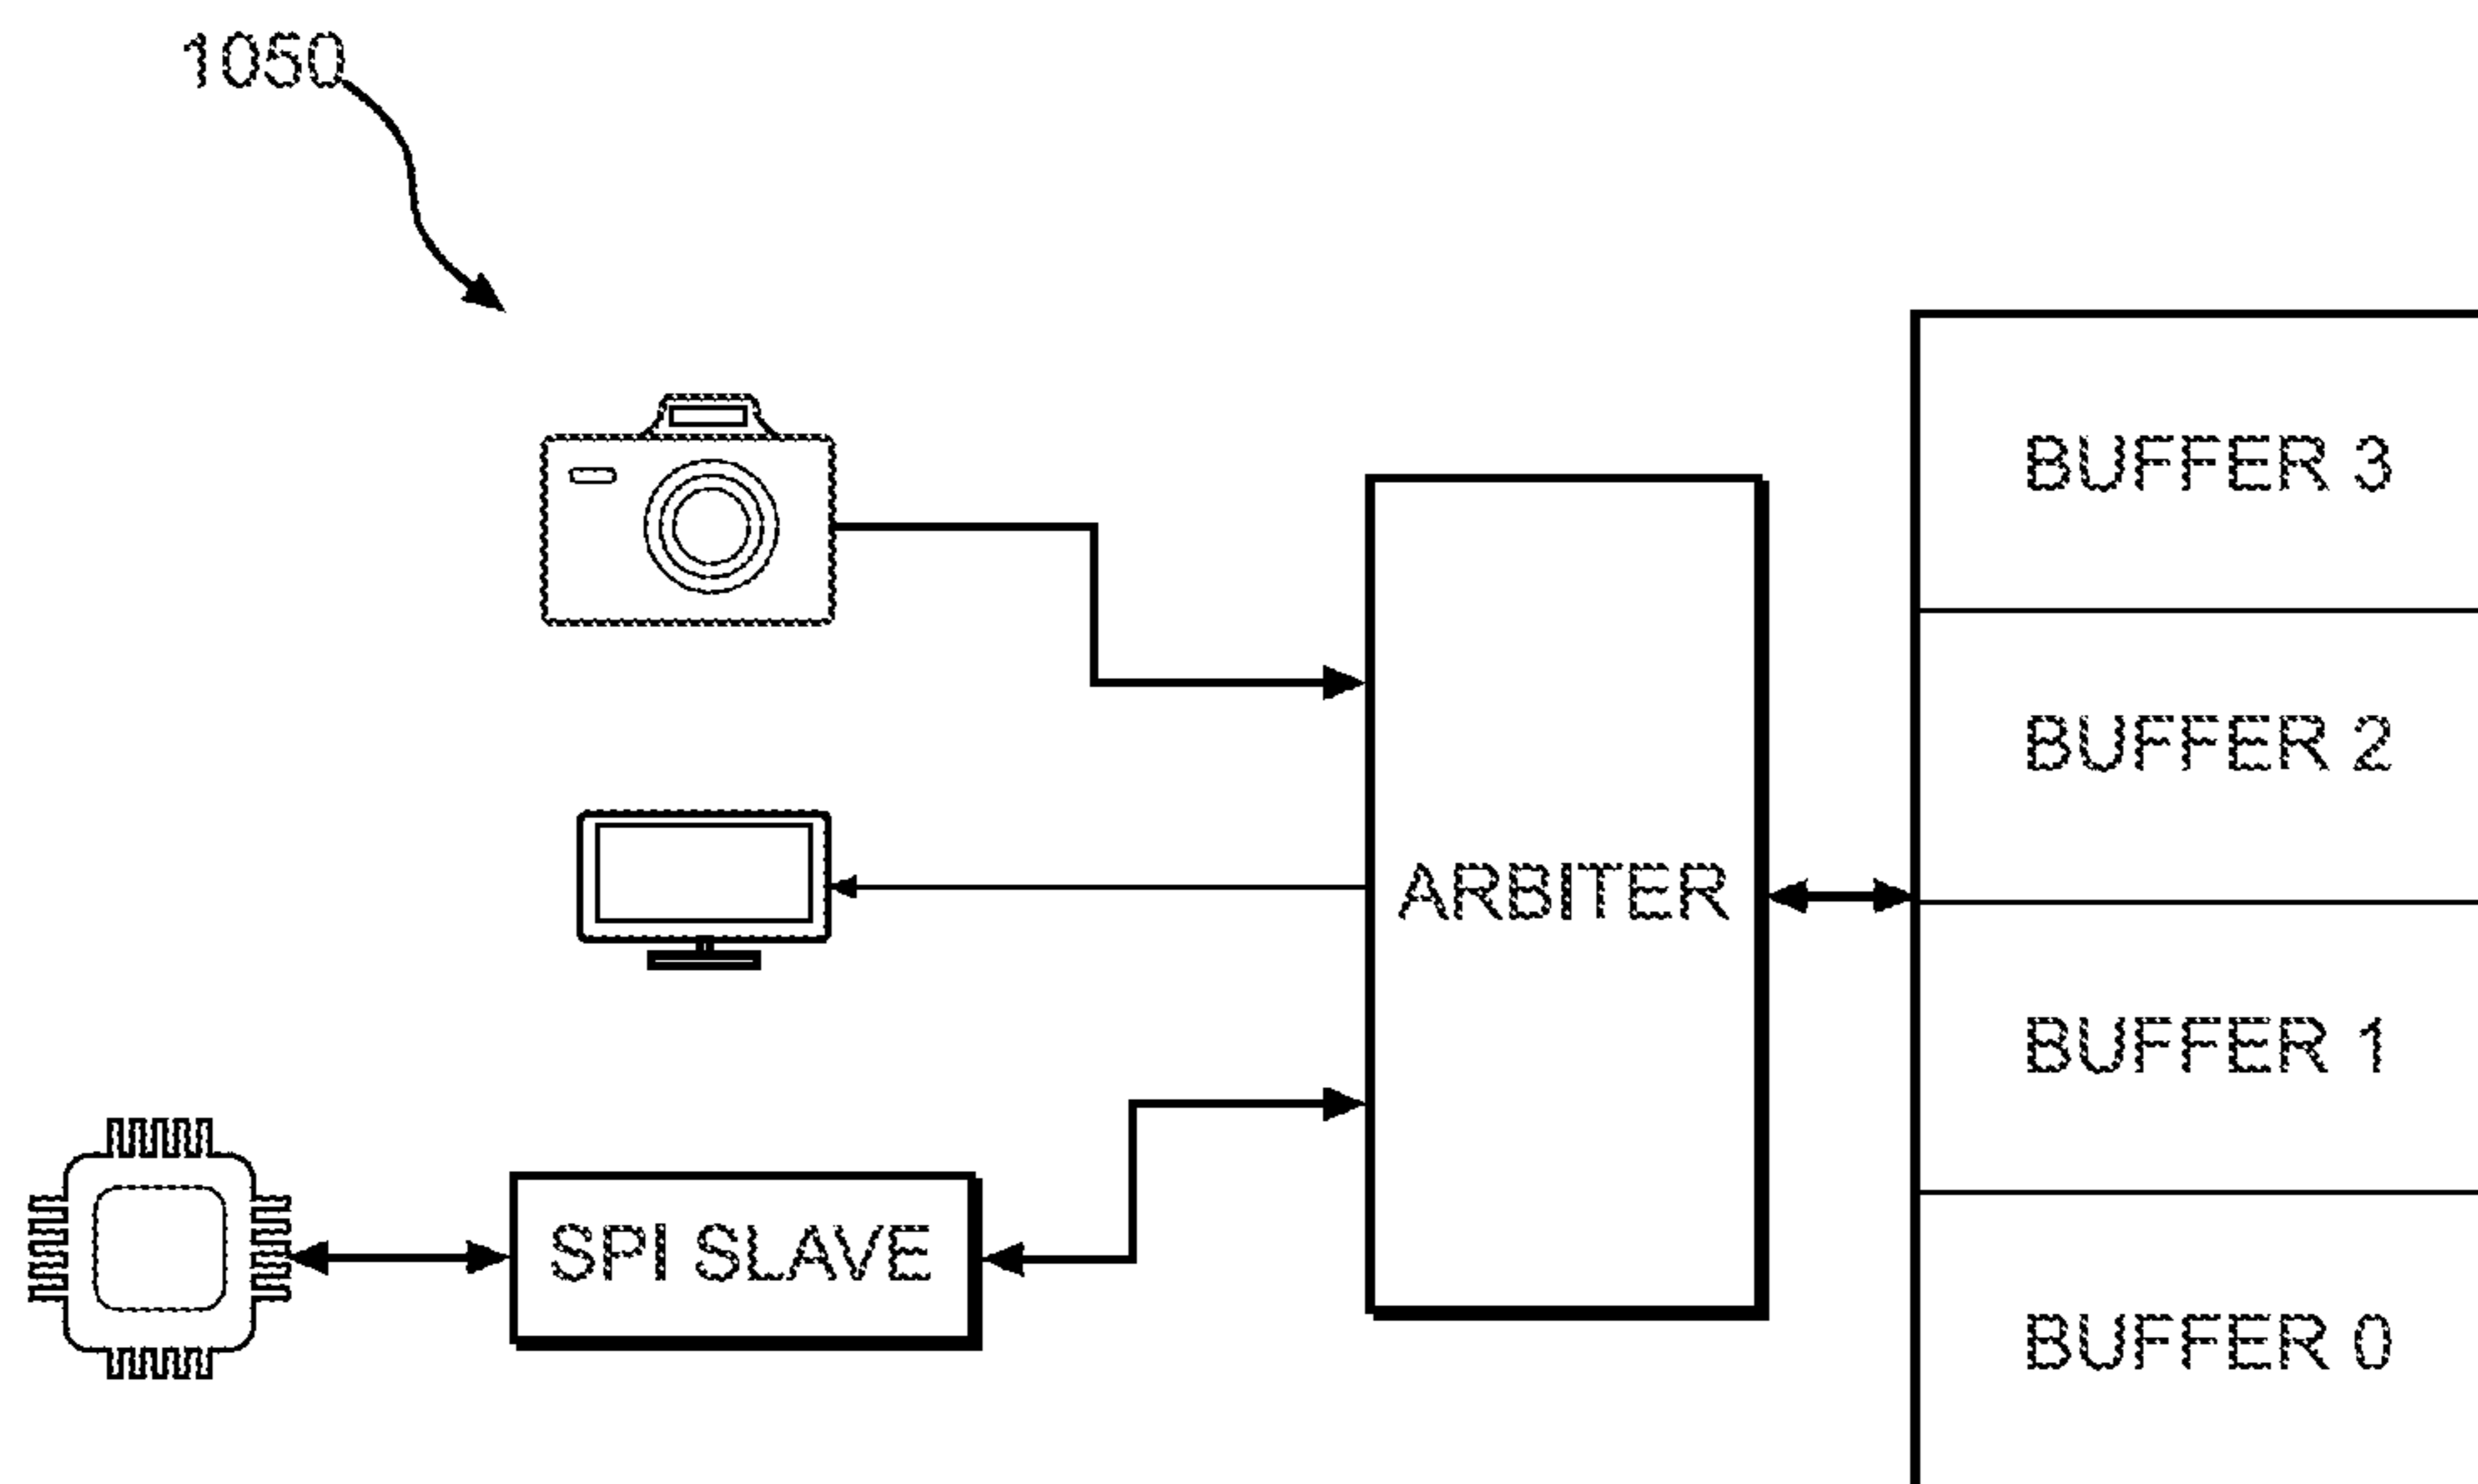 1050
BUFFER 3
BUFFER 2
ARBITER
BUFFER 1
SPI SLAVE
BUFFER 0